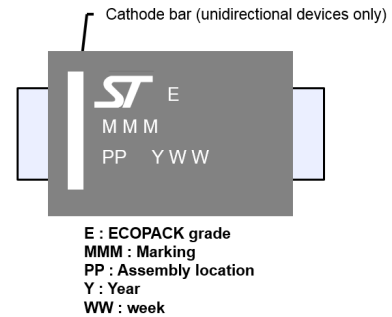 Cathode bar (unidirectional devices only)
ST E
M M M
PP Y W W
E : ECOPACK grade
MMM : Marking
PP : Assembly location
Y : Year
WW : week